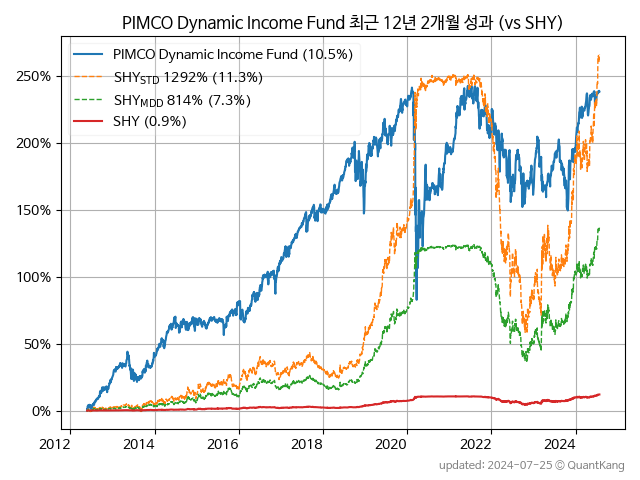 PIMCO Dynamic Income Fund 최근 12년 2개월 성과 (vs SHY)
PIMCO Dynamic Income Fund (10.5%)
SHYSTD 1292% (11.3%)
SHYMDD 814% (7.3%)
SHY (0.9%)
250%
200%
150%
100%
50%
0%
2012 2014 2016 2018 2020 2022 2024
updated: 2024-07-25 © QuantKang